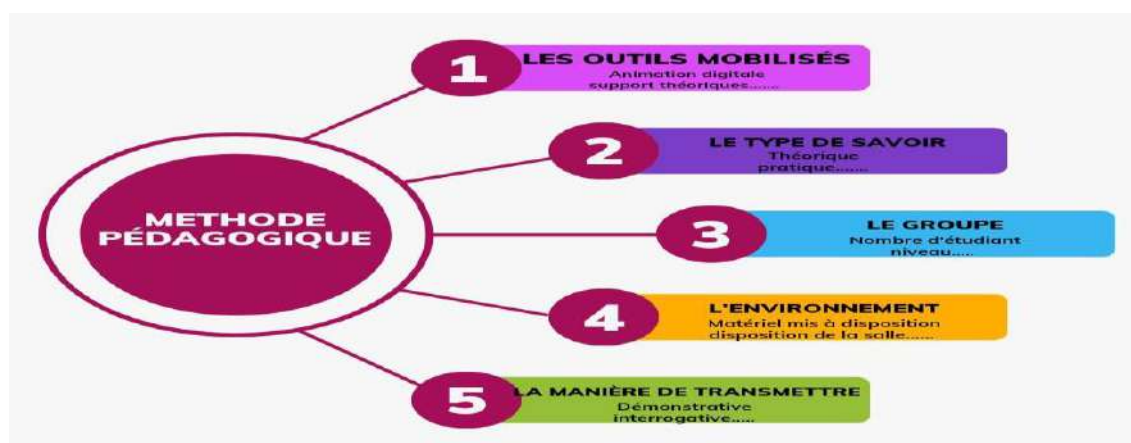 METHODE
PÉDAGOGIQUE
1
LES OUTILS MOBILISÉS
Animation digitale
support théoriques.......
2
LE TYPE DE SAVOIR
Théorique
pratique.......
3
LE GROUPE
Nombre d'étudiant
niveau.....
4
L'ENVIRONNEMENT
Matériel mis à disposition
disposition de la salle......
5
LA MANIÈRE DE TRANSMETTRE
Démonstrative
interrogative.....